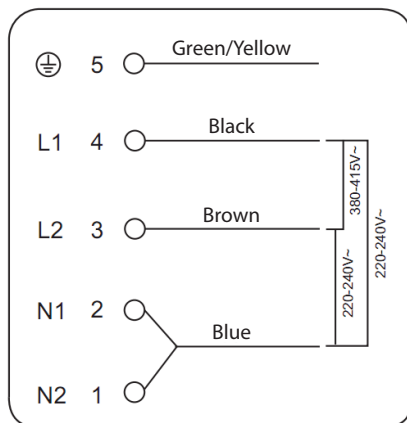 5 Green/Yellow
L1 4 Black
L2 3 Brown
N1 2
Blue
N2 1
380-415V~
220-240V~
220-240V~